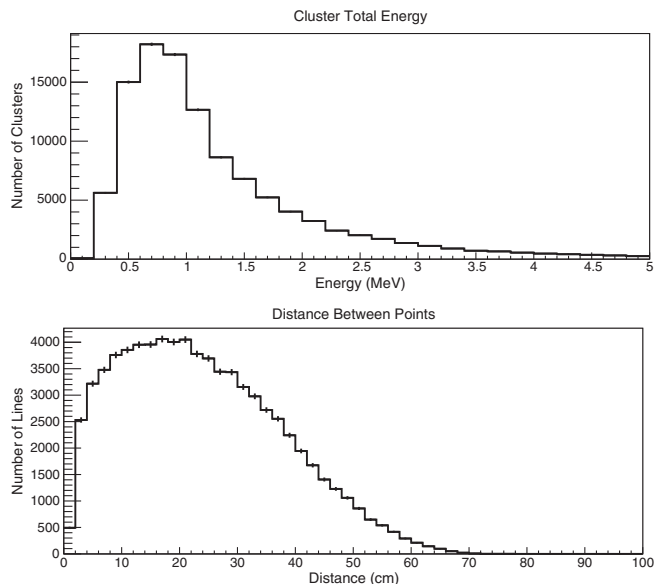 Cluster Total Energy
Number of Clusters
15000
10000
5000
0
0 0.5 1 1.5 2 2.5 3 3.5 4 4.5 5
Energy (MeV)
Distance Between Points
Number of Lines
4000
3500
3000
2500
2000
1500
1000
500
0
0 10 20 30 40 50 60 70 80 90 100
Distance (cm)